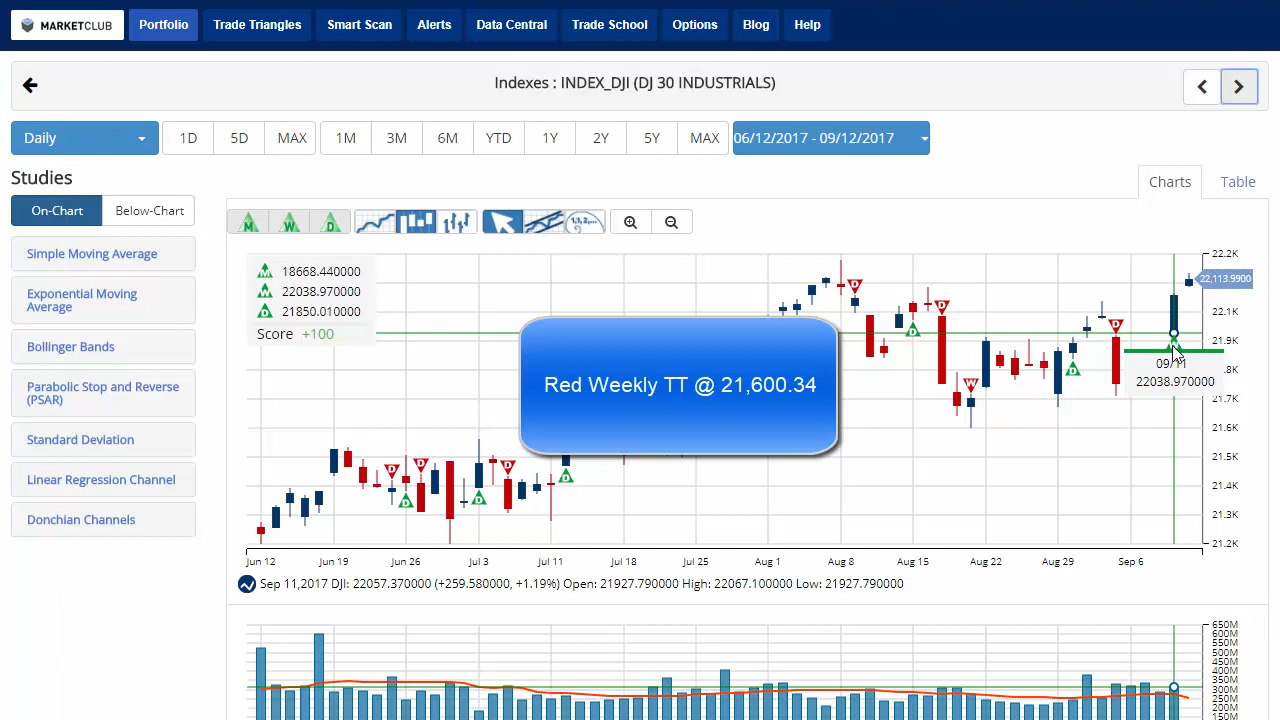 MARKETCLUB Portfolio Trade Triangles Smart Scan Alerts Data Central Trade School Options Blog Help
Indexes : INDEX_DJI (DJ 30 INDUSTRIALS)
Daily 1D 5D MAX 1M 3M 6M YTD 1Y 2Y 5Y MAX 06/12/2017 - 09/12/2017
Studies
Charts Table
On-Chart Below-Chart
Simple Moving Average
Exponential Moving
Average
Bollinger Bands
Parabolic Stop and Reverse
(PSAR)
Standard Deviation
Linear Regression Channel
Donchian Channels
M W D
M 18668.440000
W 22038.970000
D 21850.010000
Score +100
Red Weekly TT @ 21,600.34
D D D D D D D D D W D D
22038.970000
22.2K
22,113.9900
22.1K
21.9K
21.7K
21.6K
21.5K
21.4K
21.3K
21.2K
Jun 12 Jun 19 Jun 26 Jul 3 Jul 11 Jul 18 Jul 25 Aug 1 Aug 8 Aug 15 Aug 22 Aug 29 Sep 6
Sep 11,2017 DJI: 22057.370000 (+259.580000, +1.19%) Open: 21927.790000 High: 22067.100000 Low: 21927.790000
650M
600M
550M
500M
450M
400M
350M
300M
250M
200M
150M